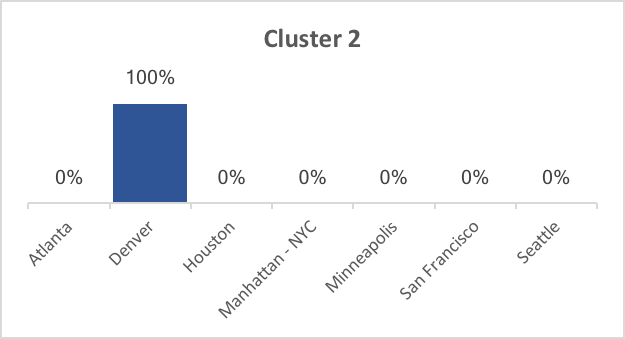 Cluster 2
100%
0% 0% 0% 0% 0% 0%
Atlanta
Denver
Houston
Manhattan - NYC
Minneapolis
San Francisco
Seattle